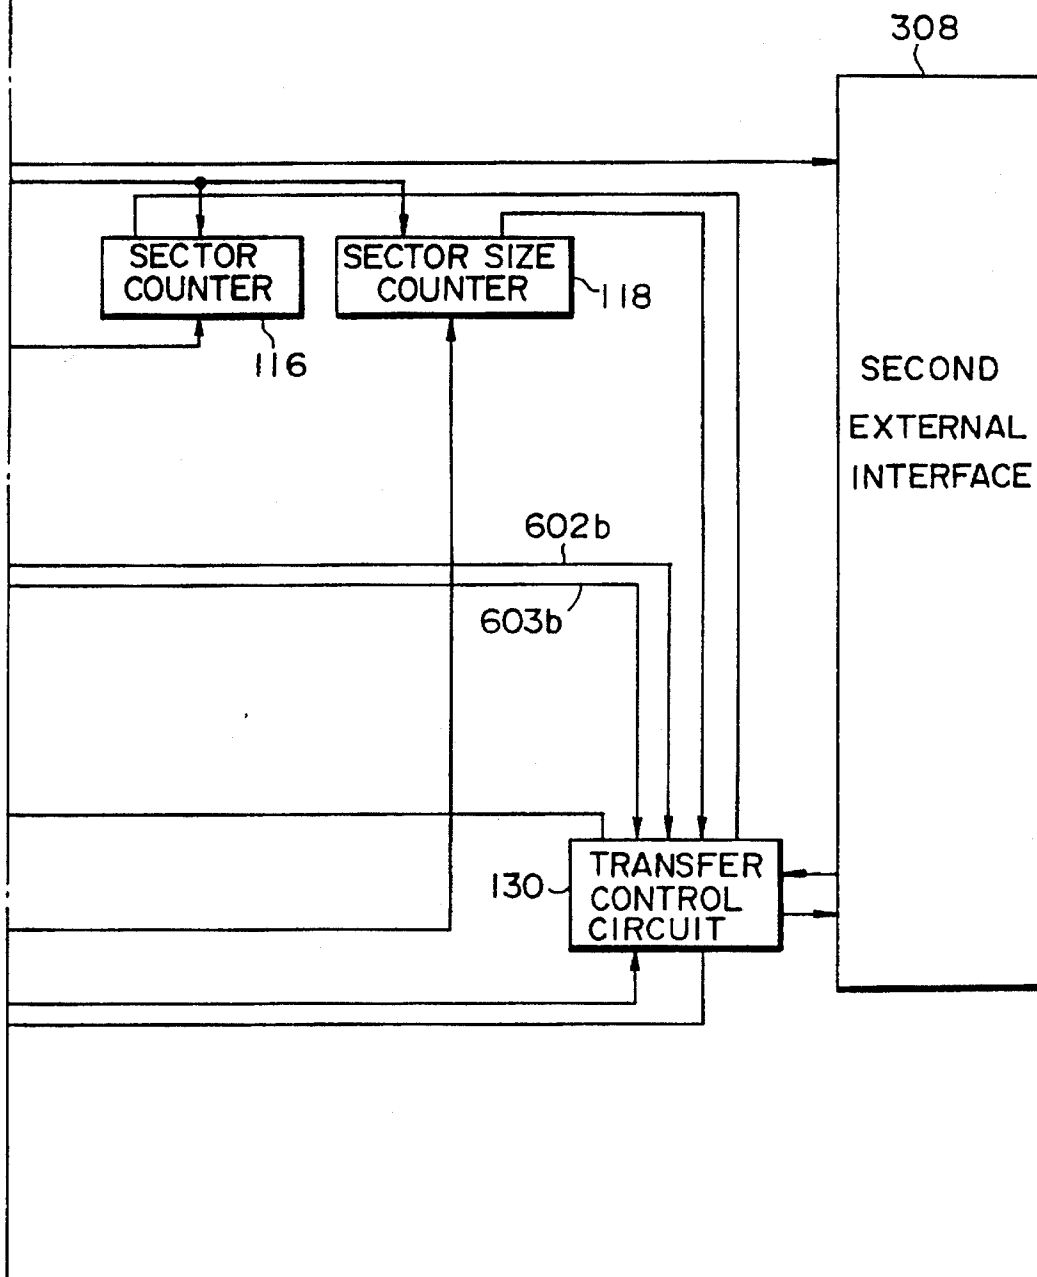 308
SECTOR
COUNTER
SECTOR SIZE
COUNTER
118
116
SECOND
EXTERNAL
INTERFACE
602b
603b
130
TRANSFER
CONTROL
CIRCUIT